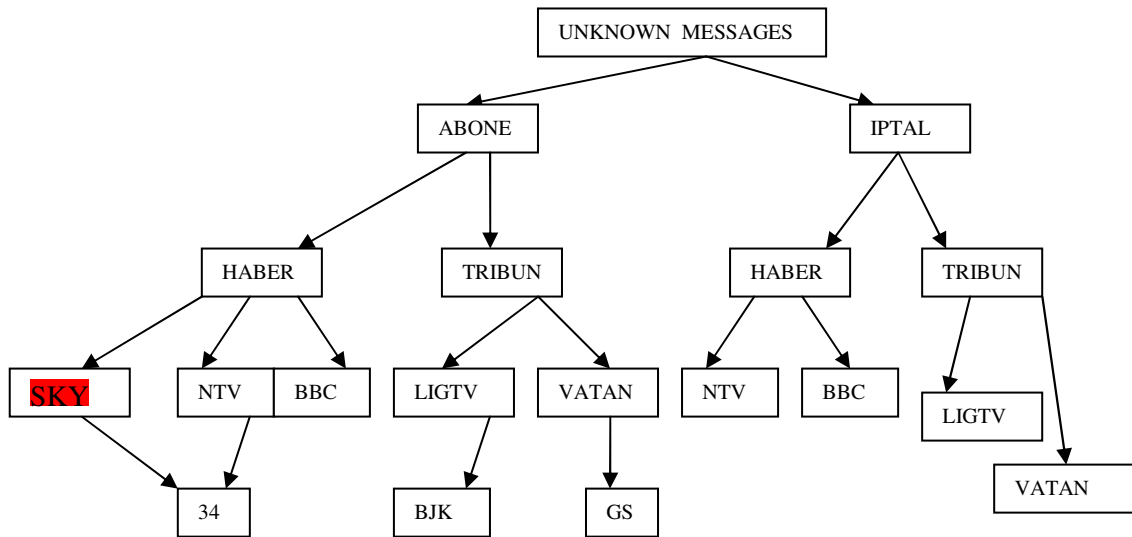 UNKNOWN MESSAGES
ABONE
IPTAL
HABER
TRIBUN
HABER
TRIBUN
SKY
NTV
BBC
LIGTV
VATAN
NTV
BBC
LIGTV
VATAN
34
BJK
GS